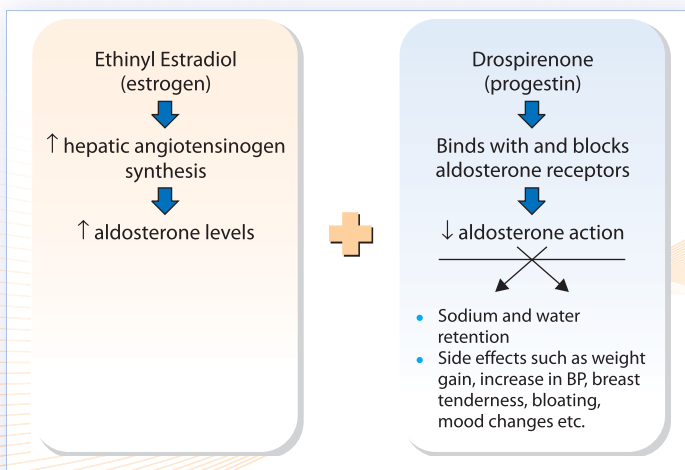 Ethinyl Estradiol
(estrogen)
↑ hepatic angiotensinogen
synthesis
↑ aldosterone levels
Drospirenone
(progestin)
Binds with and blocks
aldosterone receptors
↓ aldosterone action
• Sodium and water
retention
• Side effects such as weight
gain, increase in BP, breast
tenderness, bloating,
mood changes etc.